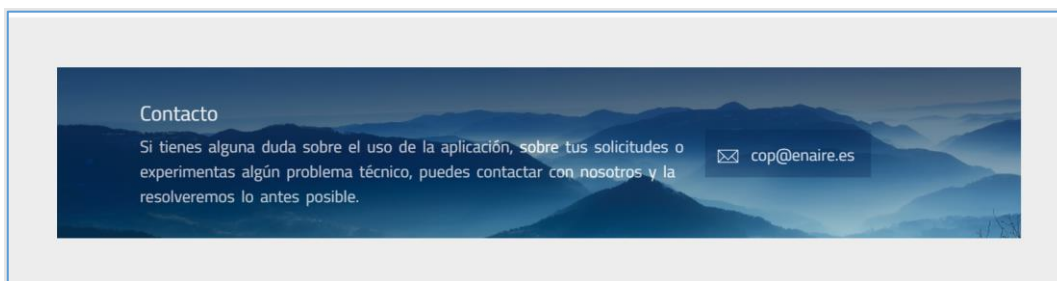 Contacto
Si tienes alguna duda sobre el uso de la aplicación, sobre tus solicitudes o
experimentas algún problema técnico, puedes contactar con nosotros y la
resolveremos lo antes posible.
cop@enaire.es